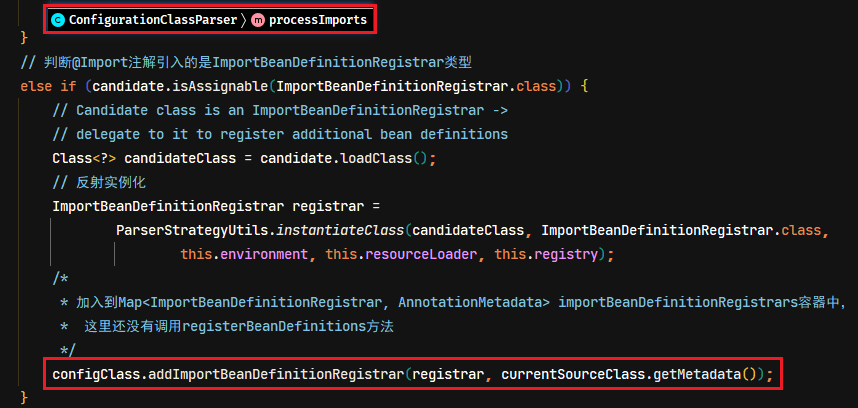 C ConfigurationClassParser 〉 m processImports
}
// 判断@Import注解引入的是ImportBeanDefinitionRegistrar类型
else if (candidate.isAssignable(ImportBeanDefinitionRegistrar.class)) {
// Candidate class is an ImportBeanDefinitionRegistrar ->
// delegate to it to register additional bean definitions
Class<?> candidateClass = candidate.loadClass();
// 反射实例化
ImportBeanDefinitionRegistrar registrar =
ParserStrategyUtils.instantiateClass(candidateClass, ImportBeanDefinitionRegistrar.class,
this.environment, this.resourceLoader, this.registry);
/*
* 加入到Map<ImportBeanDefinitionRegistrar, AnnotationMetadata> importBeanDefinitionRegistrars容器中，
* 这里还没有调用registerBeanDefinitions方法
*/
configClass.addImportBeanDefinitionRegistrar(registrar, currentSourceClass.getMetadata());
}